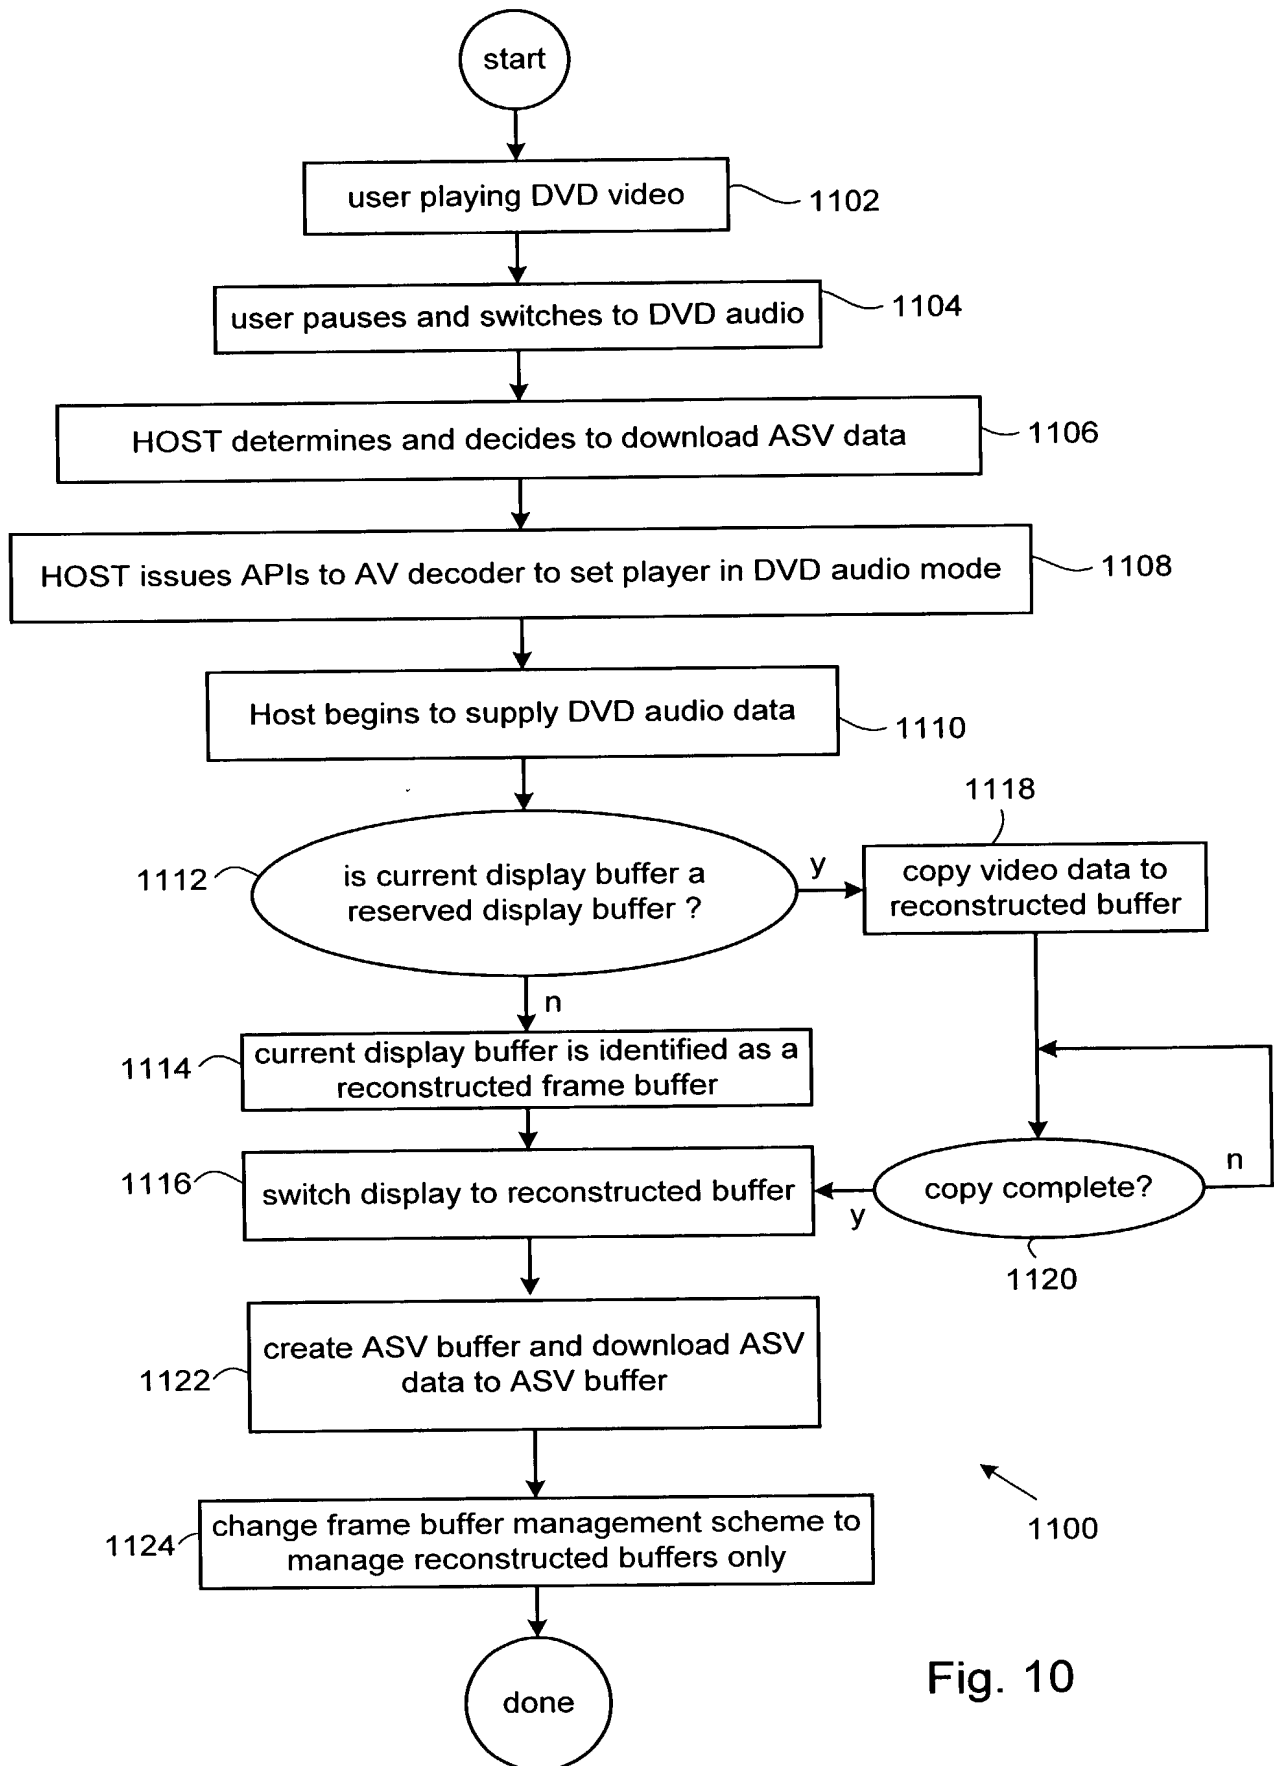 start
user playing DVD video
1102
user pauses and switches to DVD audio
1104
HOST determines and decides to download ASV data
1106
HOST issues APIs to AV decoder to set player in DVD audio mode
1108
Host begins to supply DVD audio data
1110
1112
is current display buffer a
reserved display buffer ?
y
1118
copy video data to
reconstructed buffer
n
1114
current display buffer is identified as a
reconstructed frame buffer
1116
switch display to reconstructed buffer
y
copy complete?
n
1120
1122
create ASV buffer and download ASV
data to ASV buffer
1124
change frame buffer management scheme to
manage reconstructed buffers only
1100
done
Fig. 10